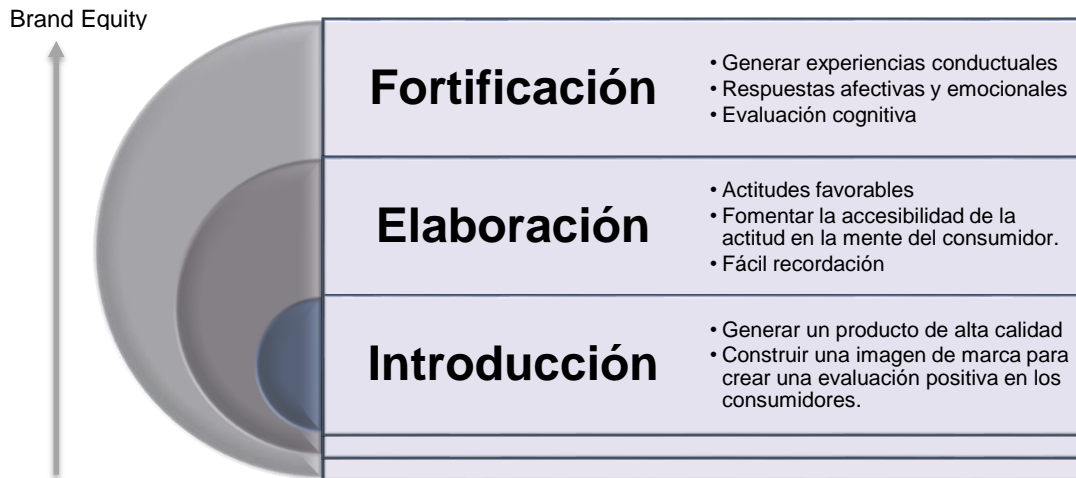 Brand Equity
Fortificación
• Generar experiencias conductuales
• Respuestas afectivas y emocionales
• Evaluación cognitiva
Elaboración
• Actitudes favorables
• Fomentar la accesibilidad de la
actitud en la mente del consumidor.
• Fácil recordación
Introducción
• Generar un producto de alta calidad
• Construir una imagen de marca para
crear una evaluación positiva en los
consumidores.